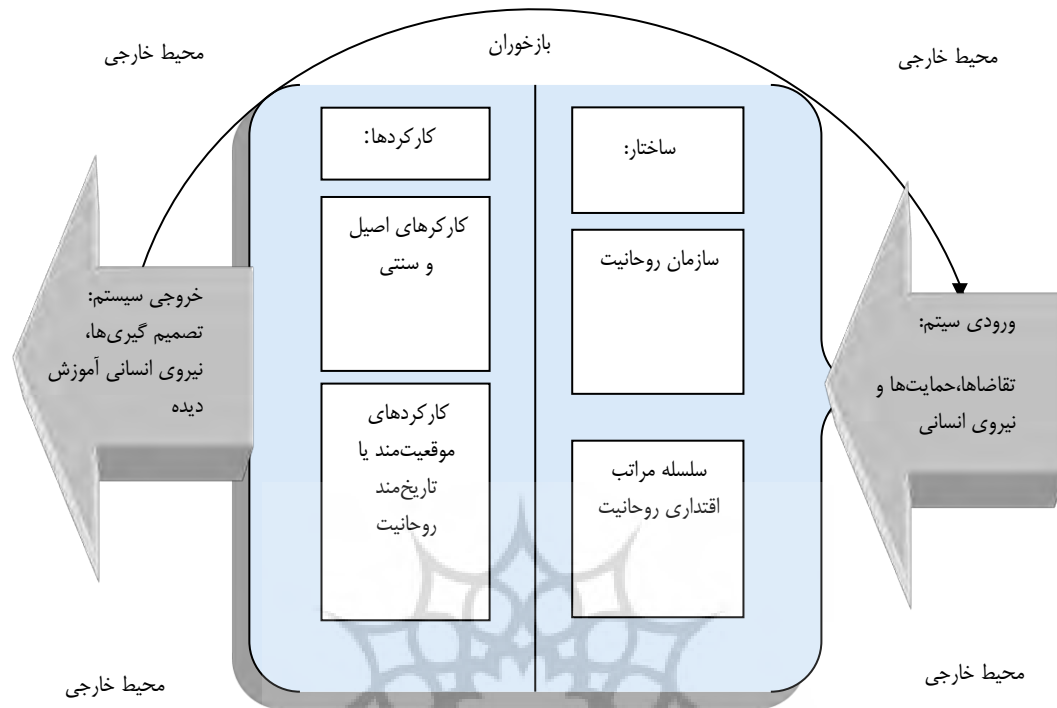 بازخوران
محیط خارجی
محیط خارجی
ساختار:
کارکردها:
سازمان روحانیت
کارکرهای اصیل
و سنتی
سلسله مراتب
اقتداری روحانیت
کارکردهای
موقعیت‌مند یا
تاریخ‌مند
روحانیت
ورودی سیتم:
تقاضاها،حمایت‌ها و
نیروی انسانی
خروجی سیستم:
تصمیم گیری‌ها،
نیروی انسانی آموزش
دیده
محیط خارجی
محیط خارجی